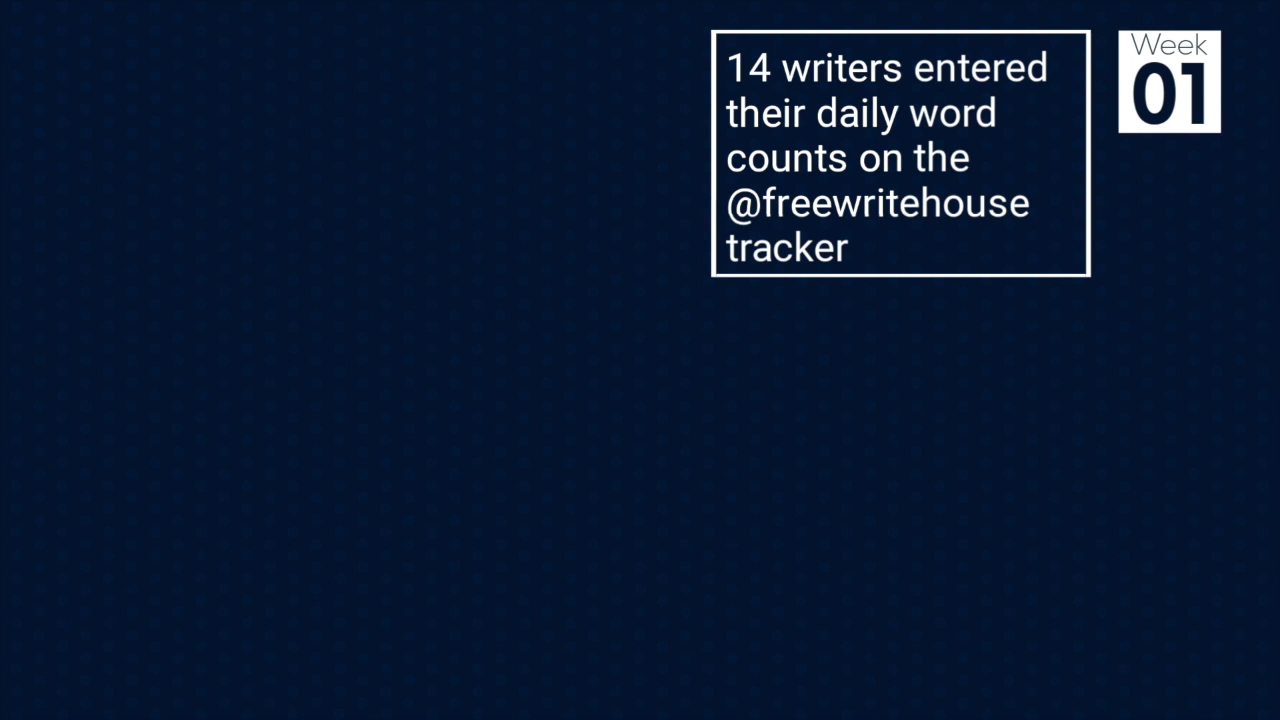 14 writers entered
their daily word
counts on the
@freewritehouse
tracker
Week
01